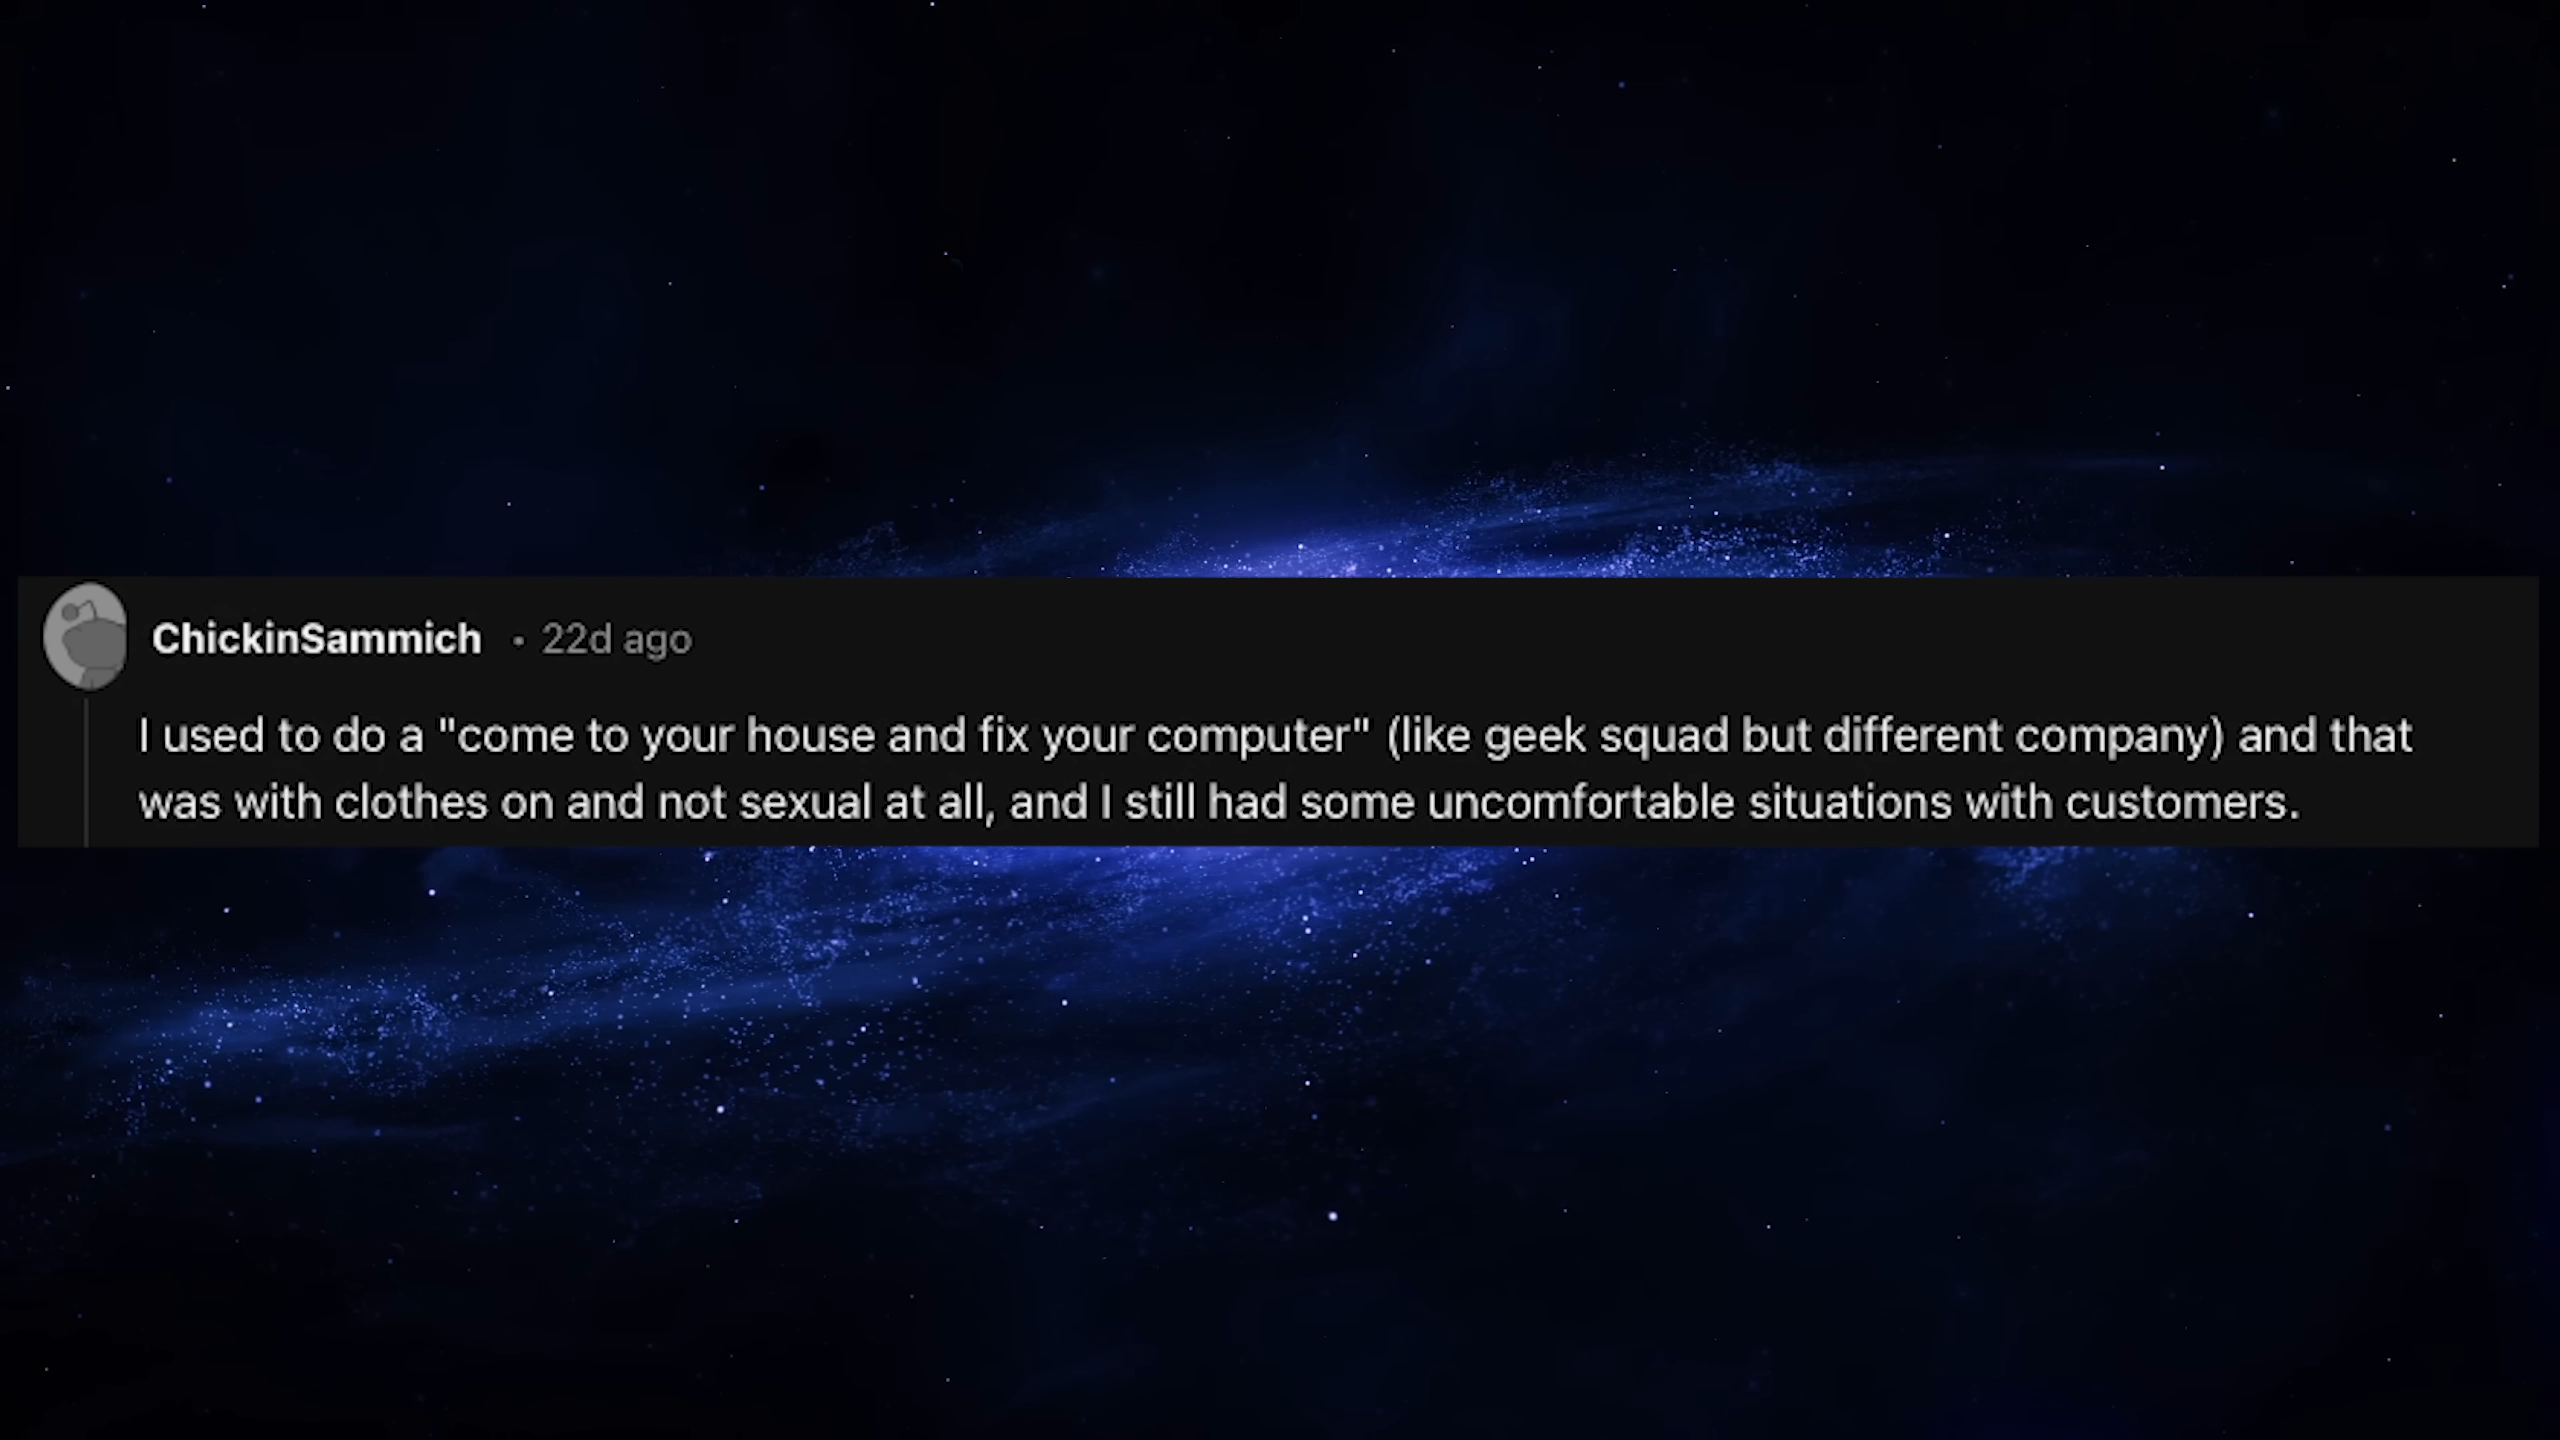 ChickinSammich • 22d ago
I used to do a "come to your house and fix your computer" (like geek squad but different company) and that
was with clothes on and not sexual at all, and I still had some uncomfortable situations with customers.